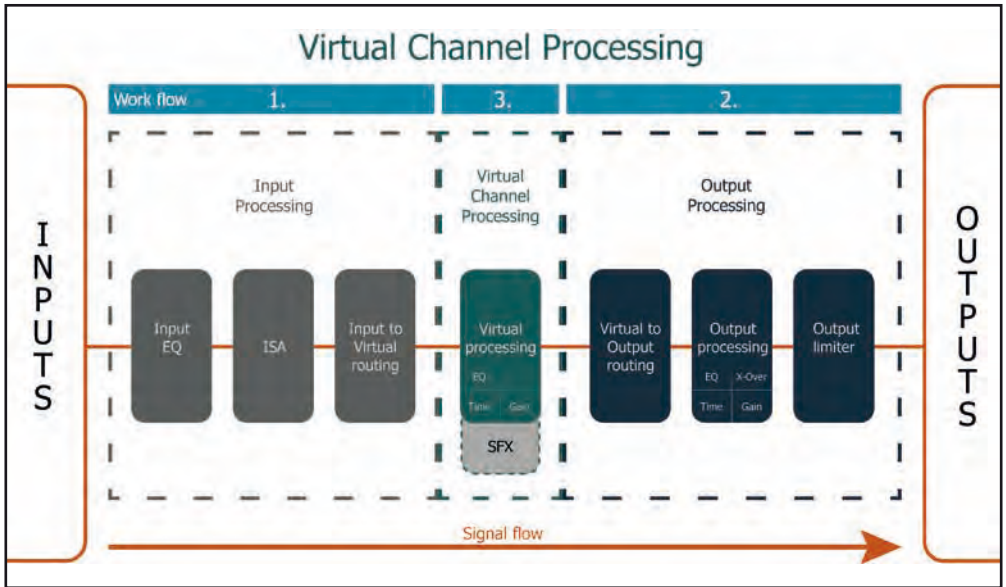 Virtual Channel Processing
Work flow 1. 3. 2.
INPUTS
Input
Processing
Virtual
Channel
Processing
Output
Processing
OUTPUTS
Input
EQ
ISA
Input to
Virtual
routing
Virtual
processing
EQ
Time Gain
SFX
Virtual to
Output
routing
Output
processing
EQ X-Over
Time Gain
Output
limiter
Signal flow